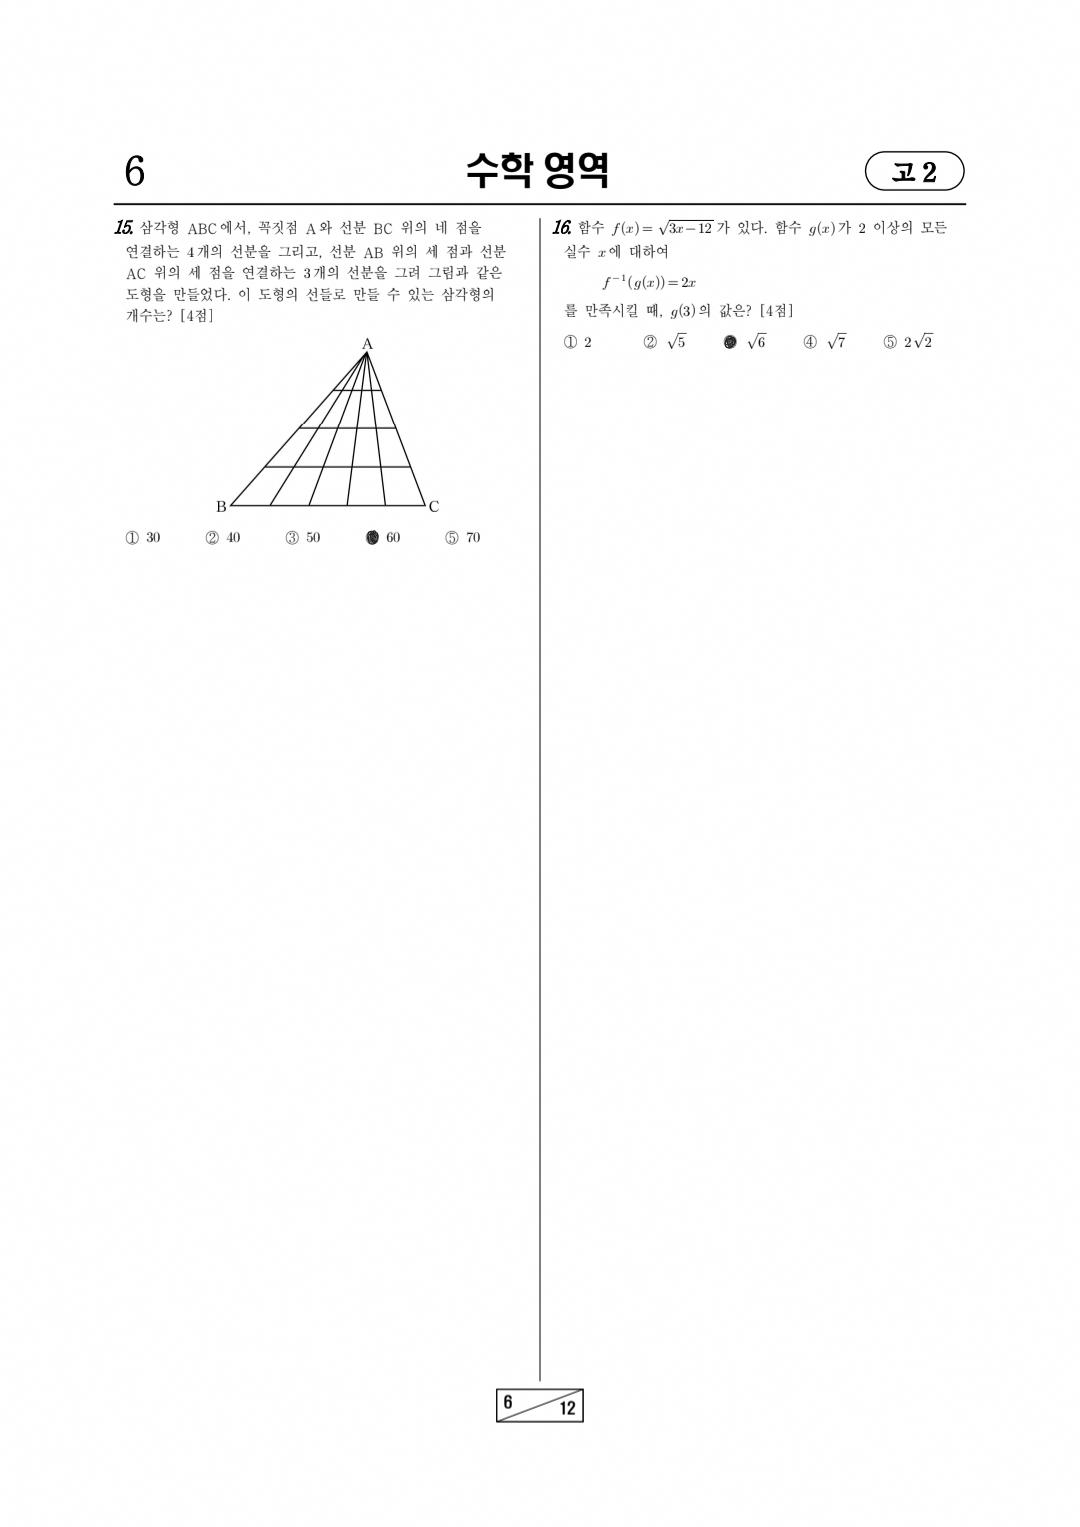 6
수학 영역
고 2
15. 삼각형 ABC에서, 꼭짓점 A와 선분 BC 위의 네 점을
연결하는 4개의 선분을 그리고, 선분 AB 위의 세 점과 선분
AC 위의 세 점을 연결하는 3개의 선분을 그려 그림과 같은
도형을 만들었다. 이 도형의 선들로 만들 수 있는 삼각형의
개수는? [4점]
A
B
C
① 30 ② 40 ③ 50 60 ⑤ 70
16. 함수 f(x)=√(3x-12) 가 있다. 함수 g(x)가 2 이상의 모든
실수 x에 대하여
f⁻¹(g(x))=2x
를 만족시킬 때, g(3)의 값은? [4점]
① 2 ② √5 √6 ④ √7 ⑤ 2√2
6
12